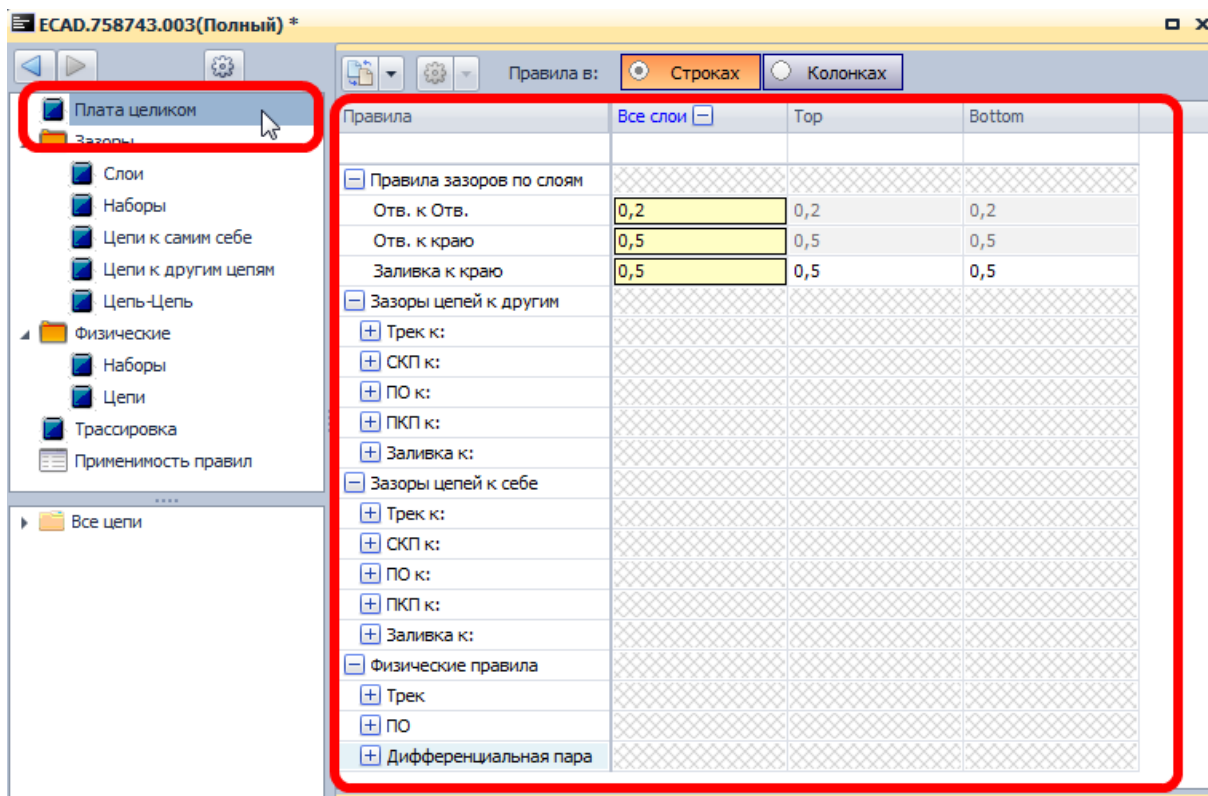 ECAD.758743.003(Полный) *
Правила в: Строках Колонках
Плата целиком
Зазоры
Слои
Наборы
Цепи к самим себе
Цепи к другим цепям
Цепь-Цепь
Физические
Наборы
Цепи
Трассировка
Применимость правил
Все цепи
Правила Все слои Top Bottom
Правила зазоров по слоям
Отв. к Отв. 0,2 0,2 0,2
Отв. к краю 0,5 0,5 0,5
Заливка к краю 0,5 0,5 0,5
Зазоры цепей к другим
Трек к:
СКП к:
ПО к:
ПКП к:
Заливка к:
Зазоры цепей к себе
Трек к:
СКП к:
ПО к:
ПКП к:
Заливка к:
Физические правила
Трек
ПО
Дифференциальная пара